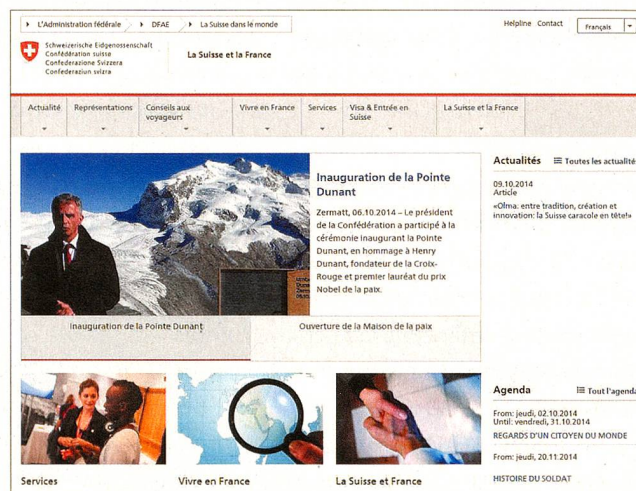 L'Administration fédérale DFAE La Suisse dans le monde
Helpline Contact Français
Schweizerische Eidgenossenschaft
Confédération suisse
Confederazione Svizzera
Confederaziun svizra
La Suisse et la France
Actualité Représentations Conseils aux voyageurs Vivre en France Services Visa & Entrée en Suisse La Suisse et la France
Inauguration de la Pointe
Dunant
Zermatt, 06.10.2014 – Le président
de la Confédération a participé à la
cérémonie inaugurant la Pointe
Dunant, en hommage à Henry
Dunant, fondateur de la Croix-
Rouge et premier lauréat du prix
Nobel de la paix.
Inauguration de la Pointe Dunant
Ouverture de la Maison de la paix
Actualités Toutes les actualité
09.10.2014
Article
«Olma: entre tradition, création et
innovation: la Suisse caracole en tête!»
Services
Vivre en France
La Suisse et France
Agenda Tout l'agenda
From: jeudi, 02.10.2014
Until: vendredi, 31.10.2014
REGARDS D'UN CITOYEN DU MONDE
From: jeudi, 20.11.2014
HISTOIRE DU SOLDAT